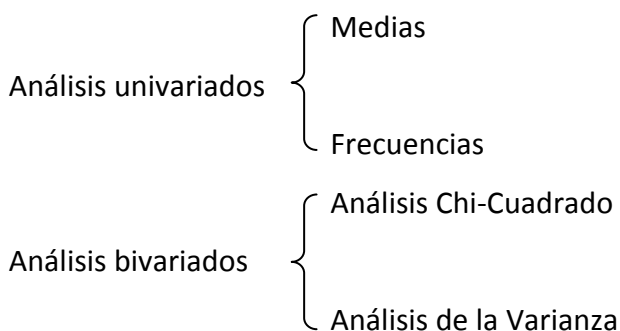 Medias
Análisis univariados
Frecuencias
Análisis Chi-Cuadrado
Análisis bivariados
Análisis de la Varianza